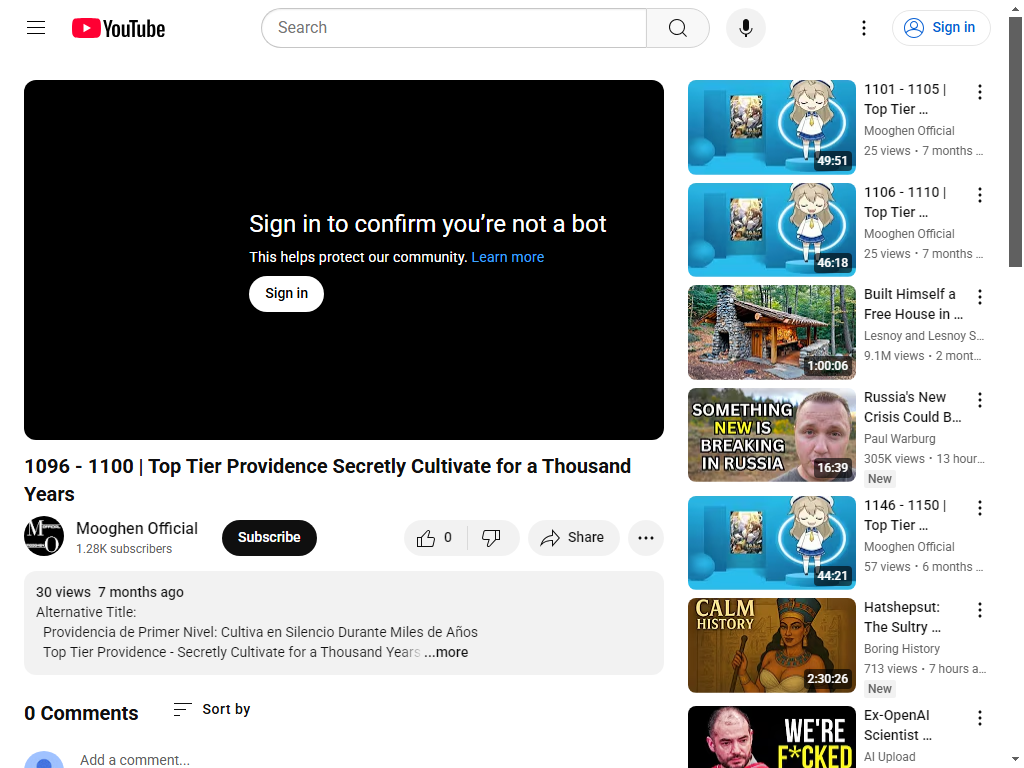 YouTube
Search
Sign in
Sign in to confirm you're not a bot
This helps protect our community. Learn more
Sign in
1096 - 1100 | Top Tier Providence Secretly Cultivate for a Thousand
Years
Mooghen Official
1.28K subscribers
Subscribe
0
Share
30 views 7 months ago
Alternative Title:
Providencia de Primer Nivel: Cultiva en Silencio Durante Miles de Años
Top Tier Providence - Secretly Cultivate for a Thousand Years ...more
0 Comments
Sort by
Add a comment...
49:51
1101 - 1105 |
Top Tier ...
Mooghen Official
25 views • 7 months ...
46:18
1106 - 1110 |
Top Tier ...
Mooghen Official
25 views • 7 months ...
1:00:06
Built Himself a
Free House in ...
Lesnoy and Lesnoy S...
9.1M views • 2 mont...
SOMETHING
NEW IS
BREAKING
IN RUSSIA
16:39
Russia's New
Crisis Could B...
Paul Warburg
305K views • 13 hour...
New
44:21
1146 - 1150 |
Top Tier ...
Mooghen Official
57 views • 6 months ...
CALM
HISTORY
2:30:26
Hatshepsut:
The Sultry ...
Boring History
713 views • 7 hours a...
New
WE'RE
F*CKED
Ex-OpenAI
Scientist ...
AI Upload